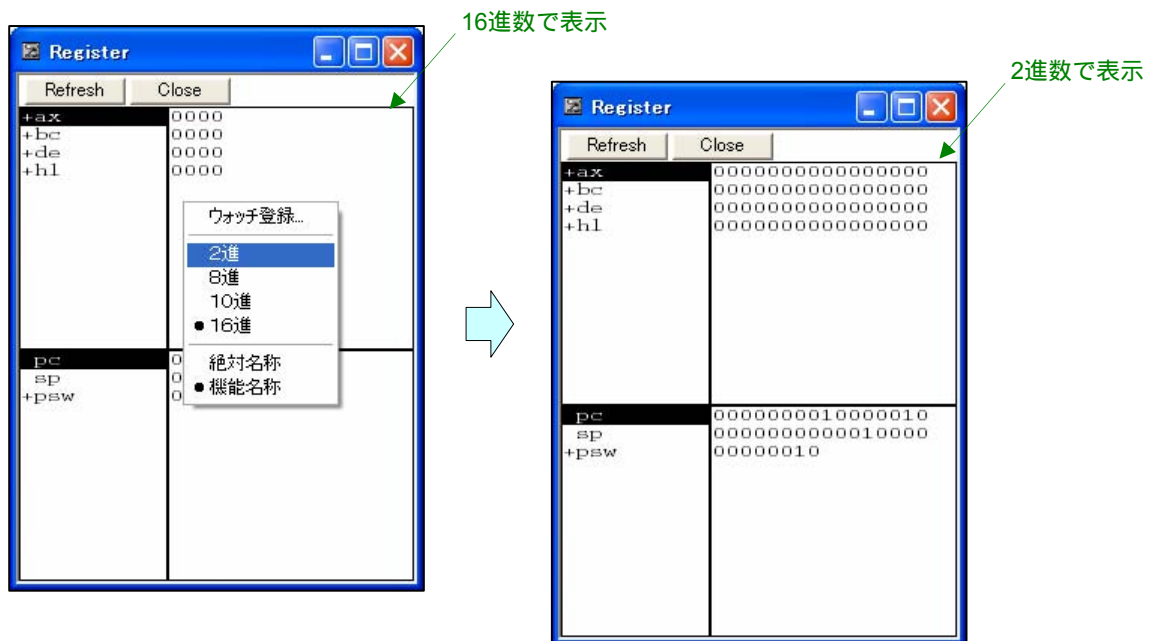 16進数で表示
Register
Refresh Close
+ax 0000
+bc 0000
+de 0000
+hl 0000
ウォッチ登録...
2進
8進
10進
16進
絶対名称
機能名称
pc 0
sp 0
+psw 0
2進数で表示
Register
Refresh Close
+ax 0000000000000000
+bc 0000000000000000
+de 0000000000000000
+hl 0000000000000000
pc 0000000010000010
sp 0000000000010000
+psw 00000010